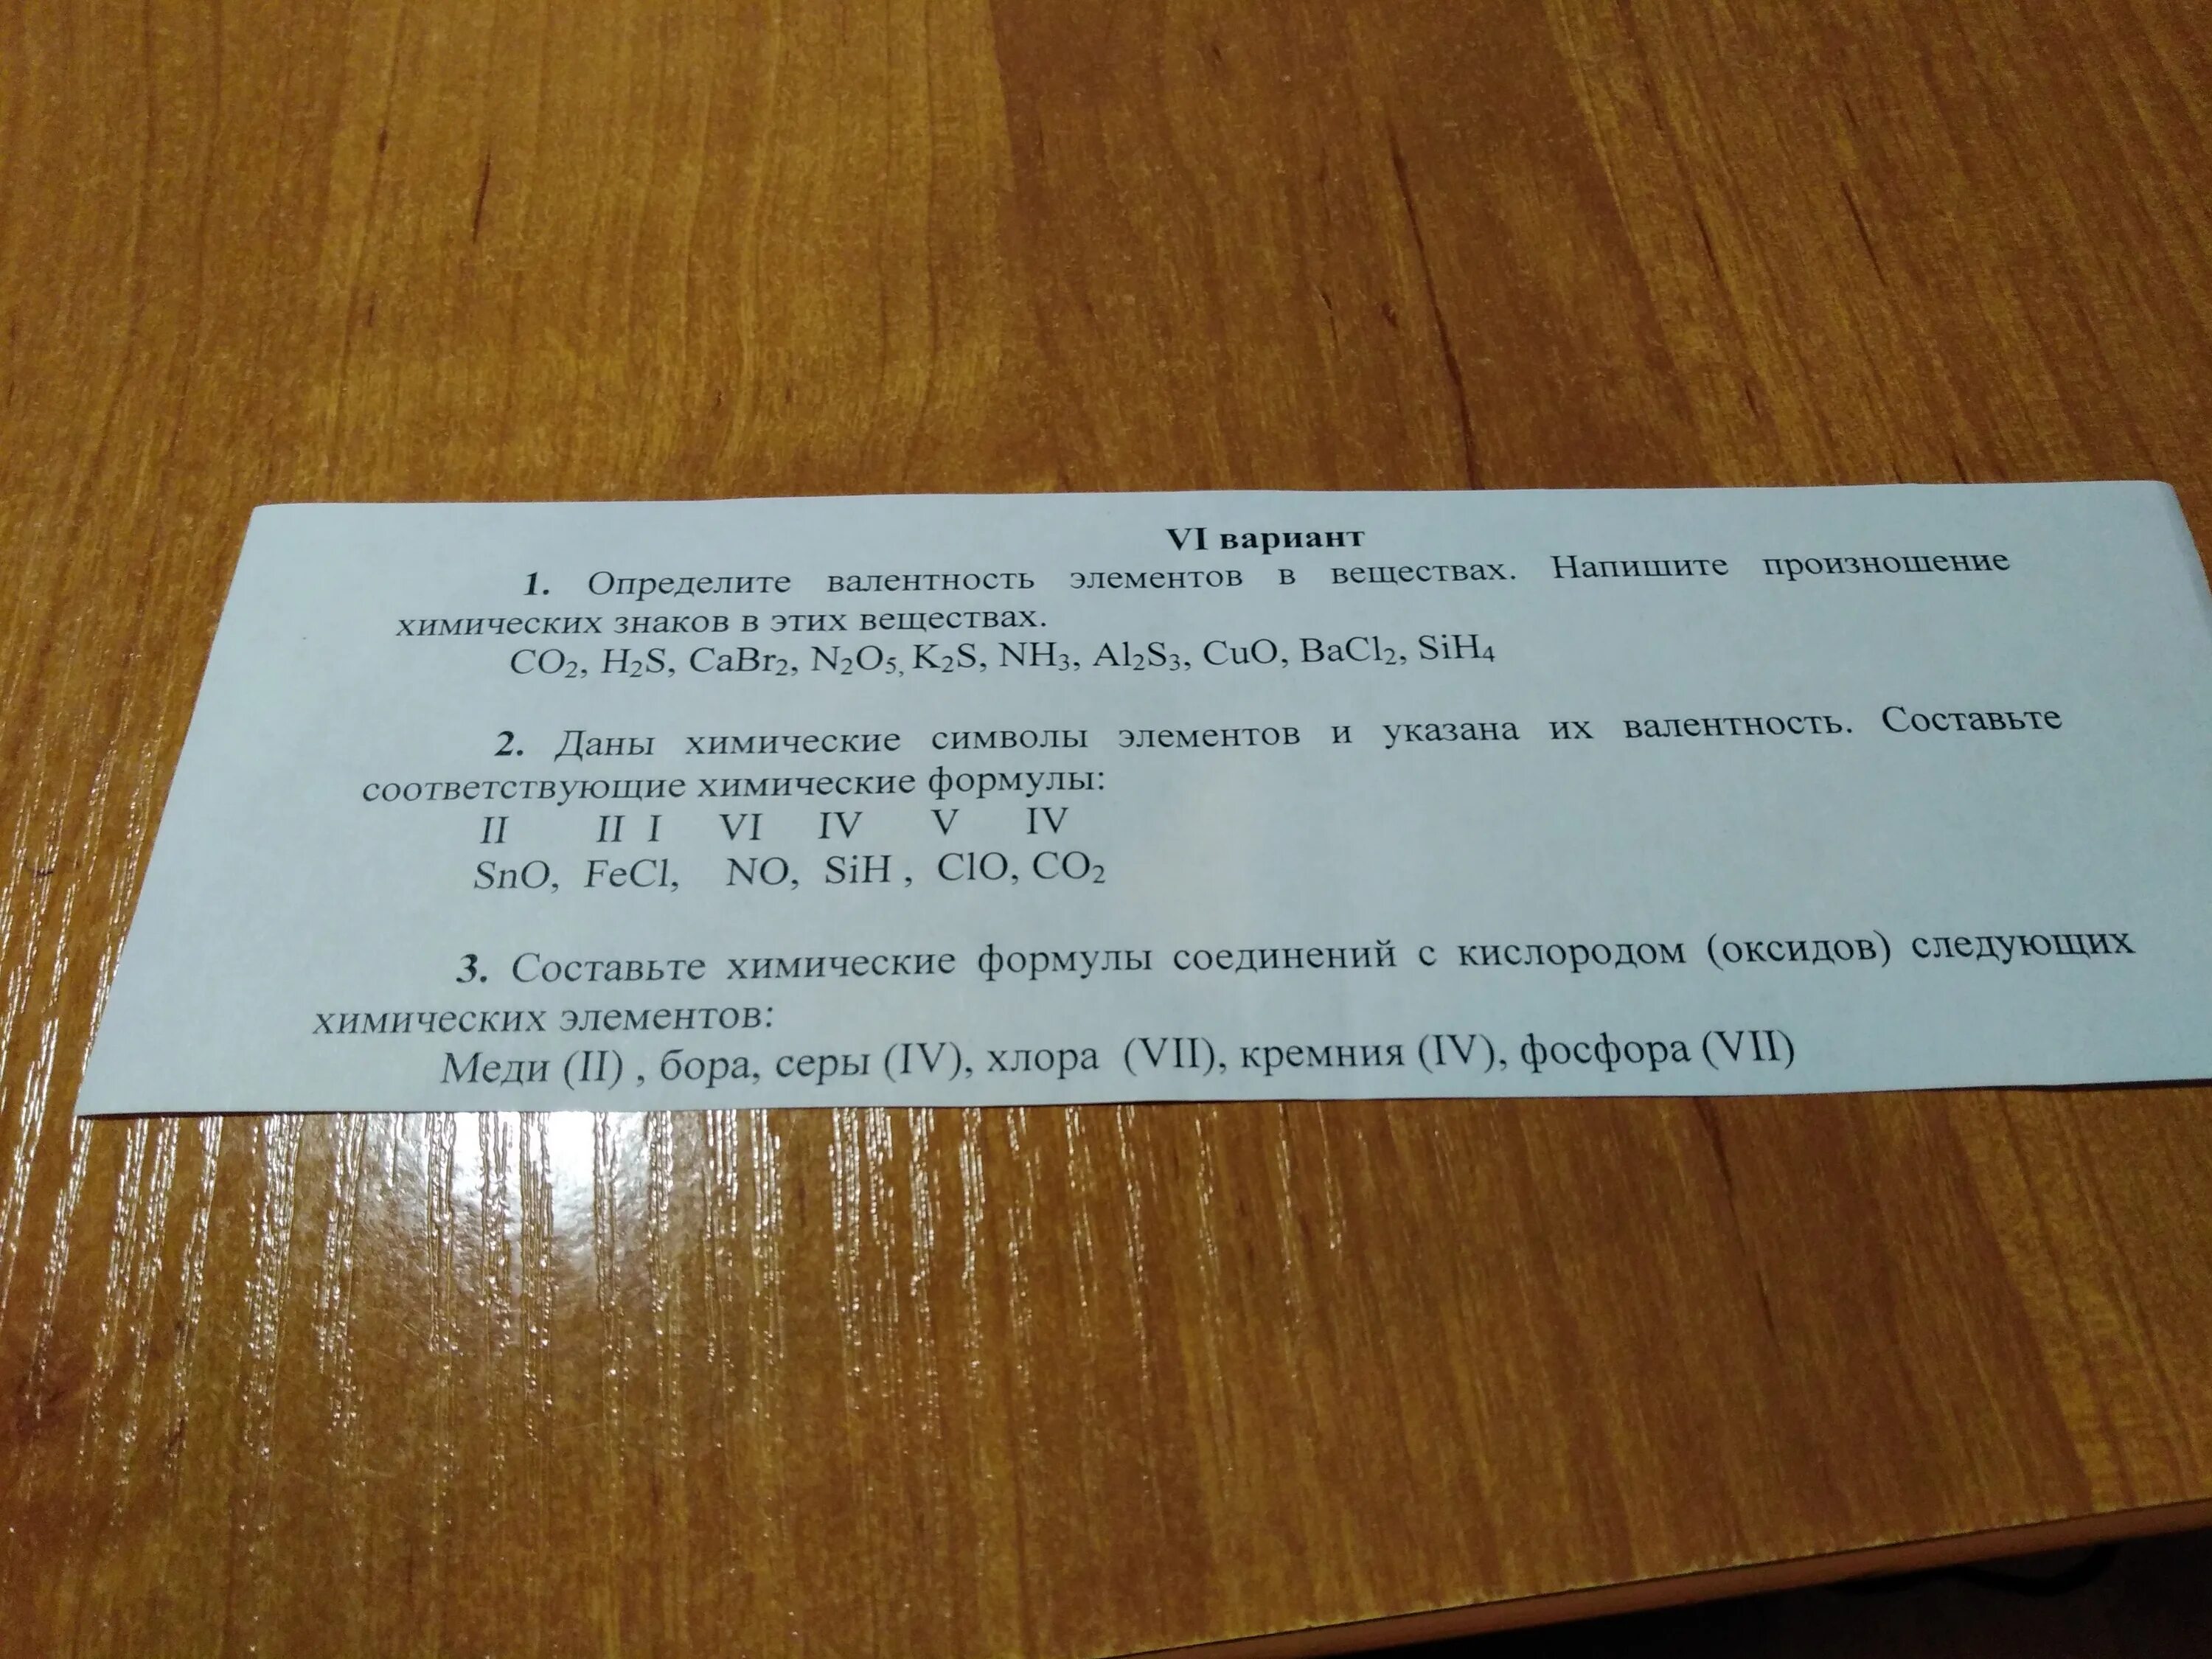 VI вариант
1. Определите валентность элементов в веществах. Напишите произношение
химических знаков в этих веществах.
CO₂, H₂S, CaBr₂, N₂O₅, K₂S, NH₃, Al₂S₃, CuO, BaCl₂, SiH₄
2. Даны химические символы элементов и указана их валентность. Составьте
соответствующие химические формулы:
II II I VI IV V IV
SnO, FeCl, NO, SiH , ClO, CO₂
3. Составьте химические формулы соединений с кислородом (оксидов) следующих
химических элементов:
Меди (II) , бора, серы (IV), хлора (VII), кремния (IV), фосфора (VII)